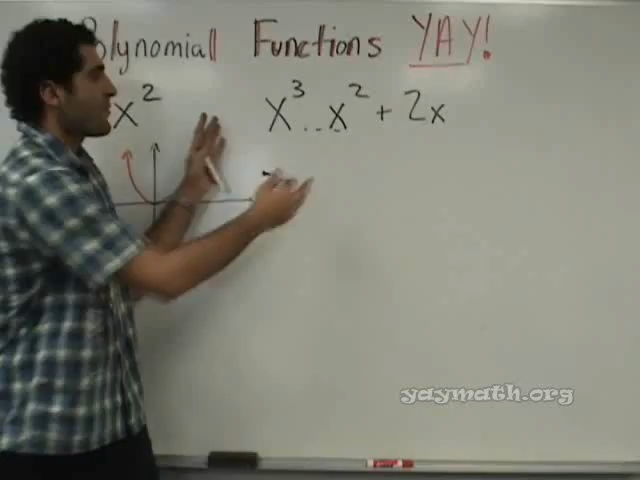 Polynomial Functions YAY!
x² x³ .. x² + 2x
yaymath.org